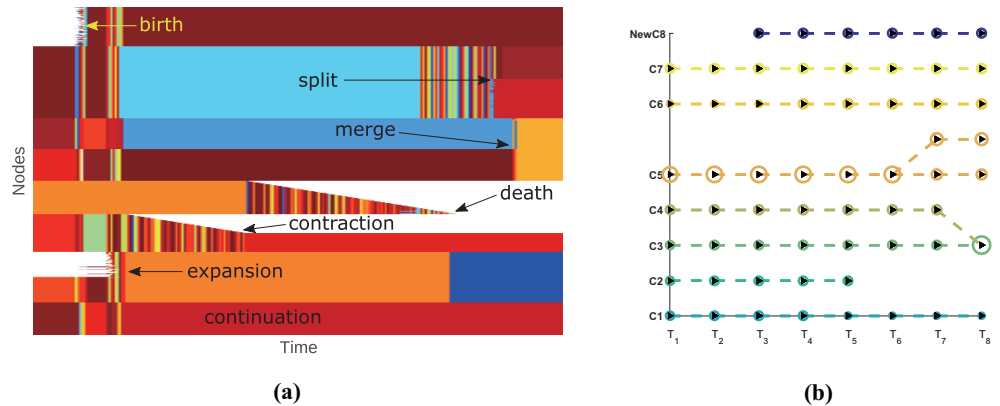 birth
split
merge
death
contraction
expansion
continuation
Nodes
Time
(a)
NewC8
C7
C6
C5
C4
C3
C2
C1
T1 T2 T3 T4 T5 T6 T7 T8
(b)